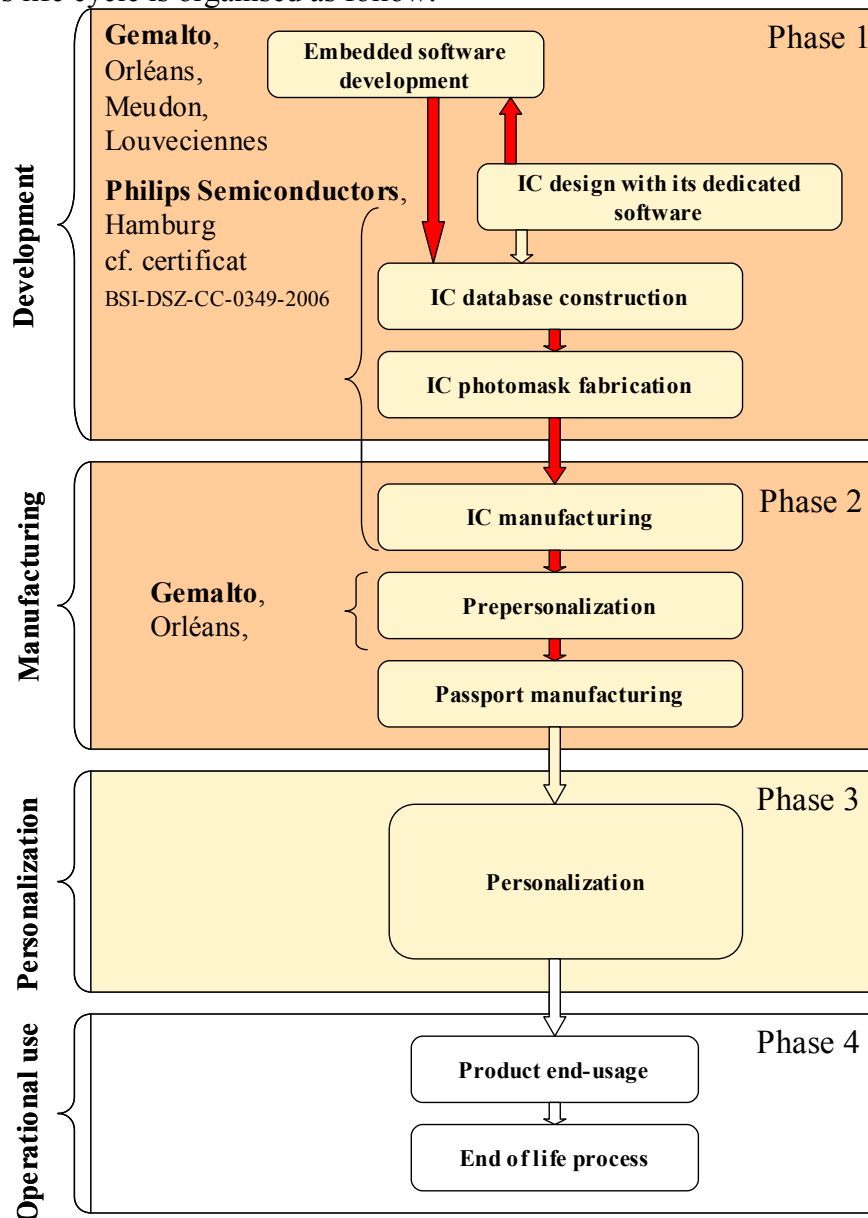 s life cycle is organised as follow:
Development
Gemalto,
Orléans,
Meudon,
Louveciennes
Philips Semiconductors,
Hamburg
cf. certificat
BSI-DSZ-CC-0349-2006
Phase 1
Embedded software
development
IC design with its dedicated
software
IC database construction
IC photomask fabrication
Manufacturing
Phase 2
IC manufacturing
Gemalto,
Orléans,
Prepersonalization
Passport manufacturing
Personalization
Phase 3
Personalization
Operational use
Phase 4
Product end-usage
End of life process